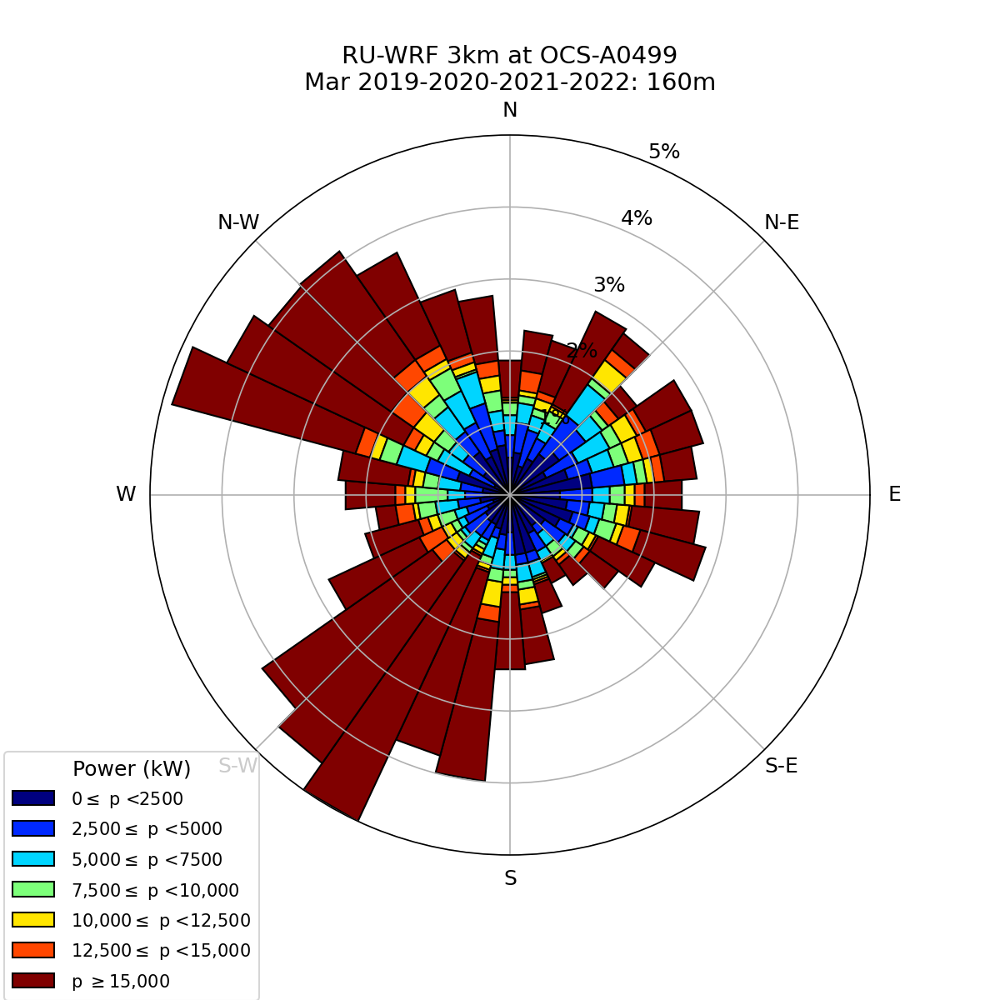 RU-WRF 3km at OCS-A0499
Mar 2019-2020-2021-2022: 160m
N
5%
N-W
4%
N-E
3%
2%
1%
W
E
S-W
S-E
S
Power (kW)
0≤ p <2500
2,500≤ p <5000
5,000≤ p <7500
7,500≤ p <10,000
10,000≤ p <12,500
12,500≤ p <15,000
p ≥15,000